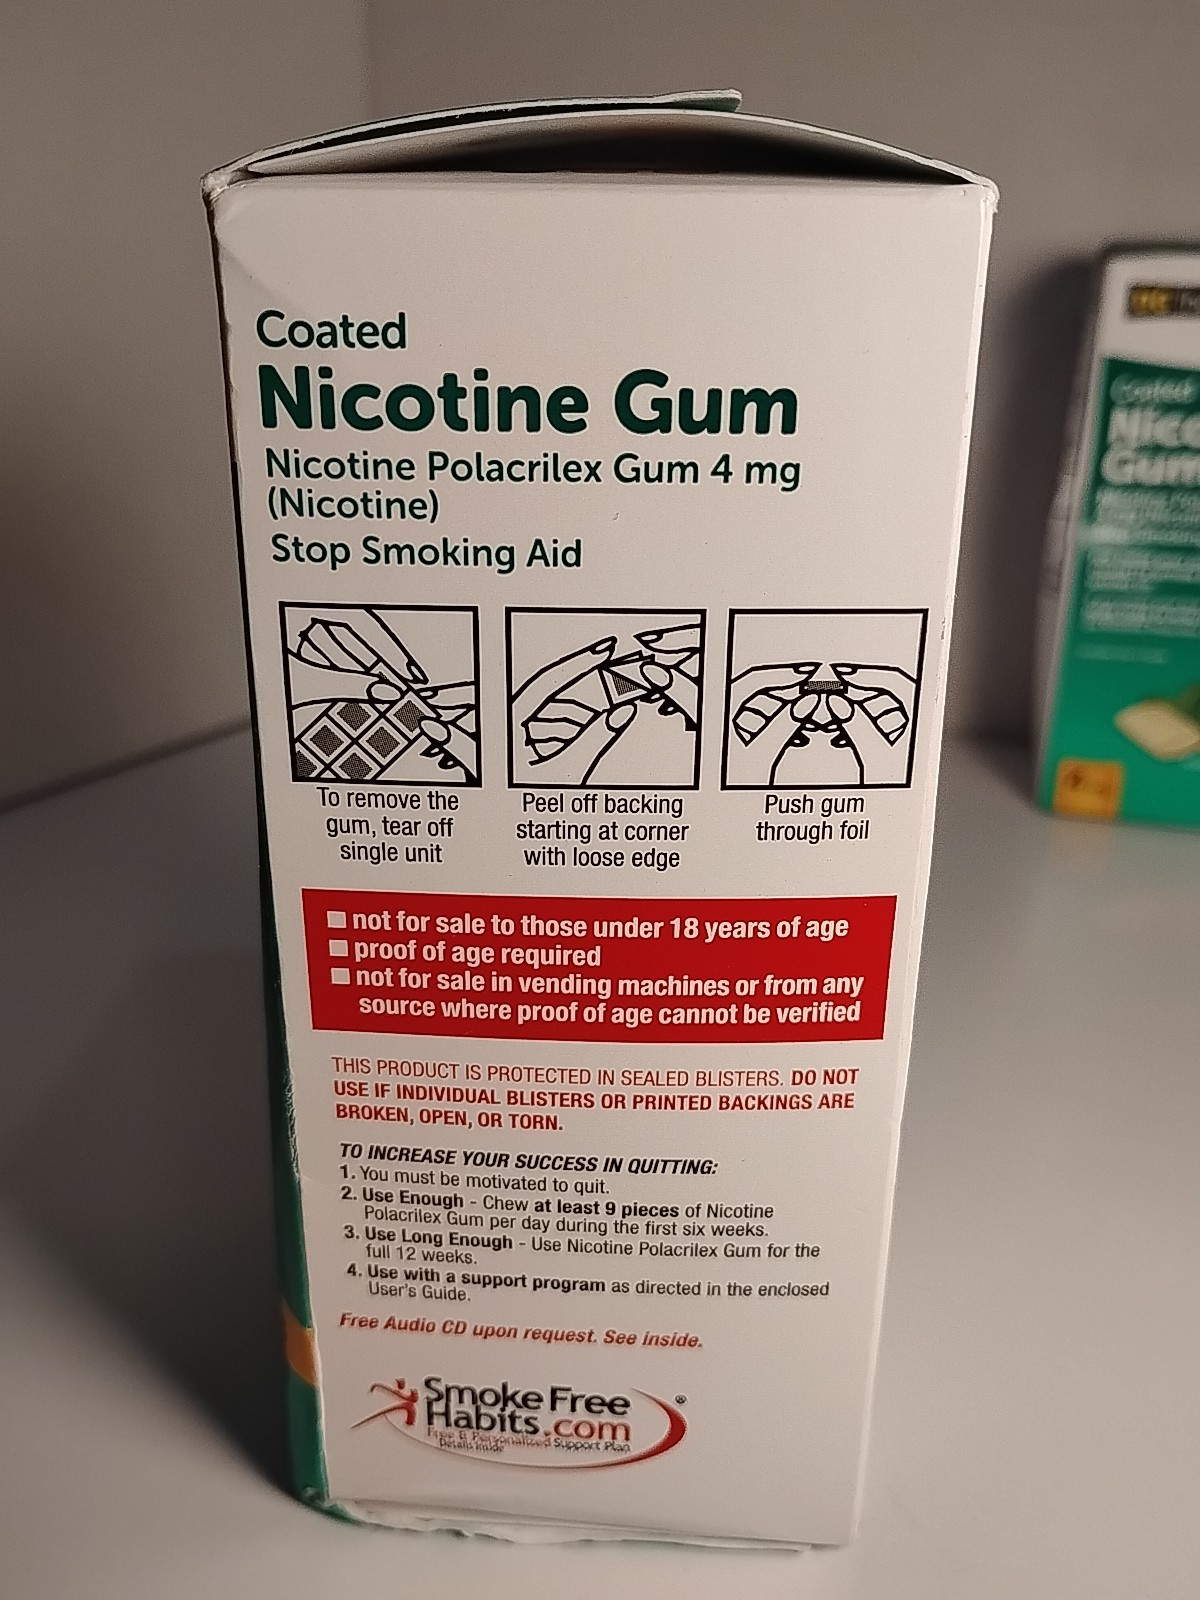 Coated
Nicotine Gum
Nicotine Polacrilex Gum 4 mg
(Nicotine)
Stop Smoking Aid
To remove the
gum, tear off
single unit
Peel off backing
starting at corner
with loose edge
Push gum
through foil
not for sale to those under 18 years of age
proof of age required
not for sale in vending machines or from any
source where proof of age cannot be verified
THIS PRODUCT IS PROTECTED IN SEALED BLISTERS. DO NOT
USE IF INDIVIDUAL BLISTERS OR PRINTED BACKINGS ARE
BROKEN, OPEN, OR TORN.
TO INCREASE YOUR SUCCESS IN QUITTING:
1. You must be motivated to quit.
2. Use Enough - Chew at least 9 pieces of Nicotine
Polacrilex Gum per day during the first six weeks.
3. Use Long Enough - Use Nicotine Polacrilex Gum for the
full 12 weeks.
4. Use with a support program as directed in the enclosed
User's Guide.
Free Audio CD upon request. See inside.
Smoke Free ®
Habits.com
Free & Personalized Support Plan
Details Inside
Coated
Nico
Gum